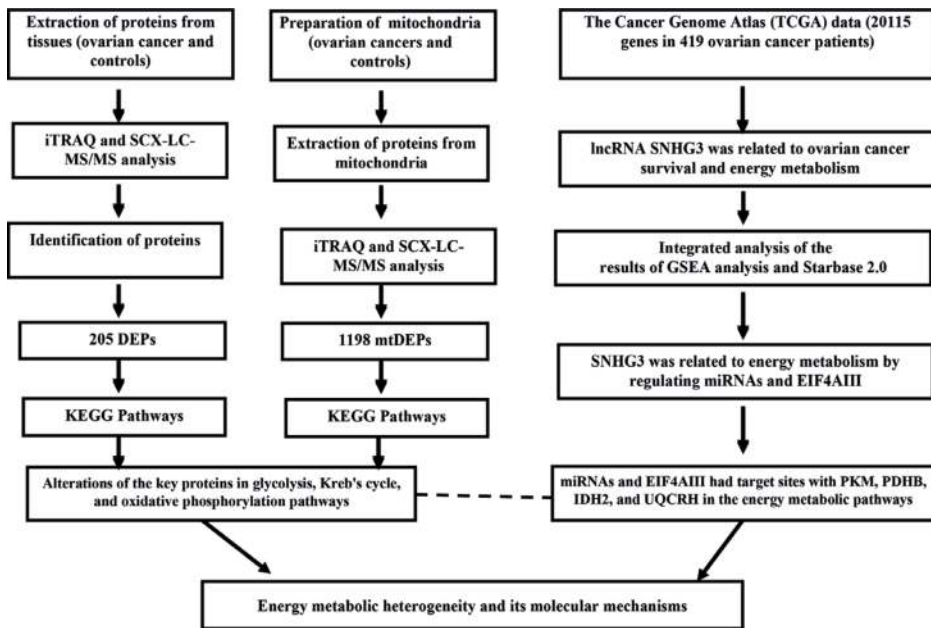 Extraction of proteins from
tissues (ovarian cancer and
controls)
iTRAQ and SCX-LC-
MS/MS analysis
Identification of proteins
205 DEPs
KEGG Pathways
Preparation of mitochondria
(ovarian cancers and
controls)
Extraction of proteins from
mitochondria
iTRAQ and SCX-LC-
MS/MS analysis
1198 mtDEPs
KEGG Pathways
Alterations of the key proteins in glycolysis, Kreb's cycle,
and oxidative phosphorylation pathways
The Cancer Genome Atlas (TCGA) data (20115
genes in 419 ovarian cancer patients)
lncRNA SNHG3 was related to ovarian cancer
survival and energy metabolism
Integrated analysis of the
results of GSEA analysis and Starbase 2.0
SNHG3 was related to energy metabolism by
regulating miRNAs and EIF4AIII
miRNAs and EIF4AIII had target sites with PKM, PDHB,
IDH2, and UQCRH in the energy metabolic pathways
Energy metabolic heterogeneity and its molecular mechanisms